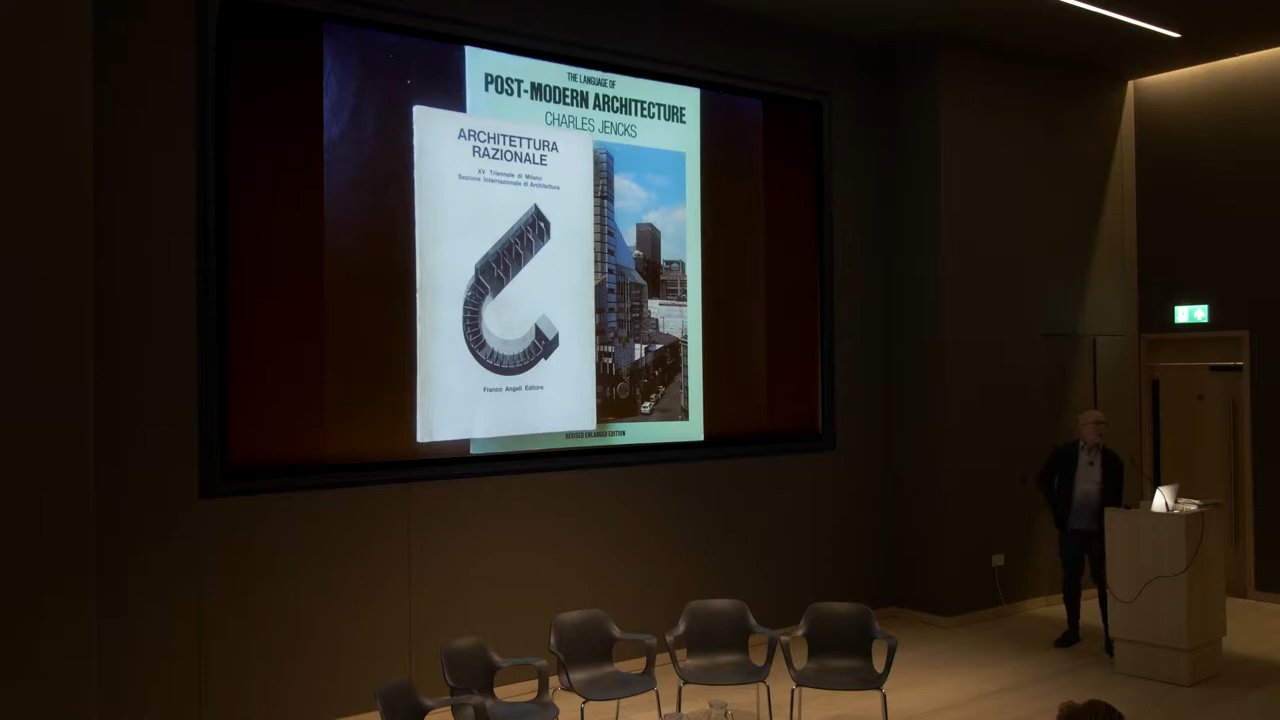 THE LANGUAGE OF
POST-MODERN ARCHITECTURE
CHARLES JENCKS
ARCHITETTURA
RAZIONALE
XV Triennale di Milano
Sezione Internazionale di Architettura
Franco Angeli Editore
REVISED ENLARGED EDITION